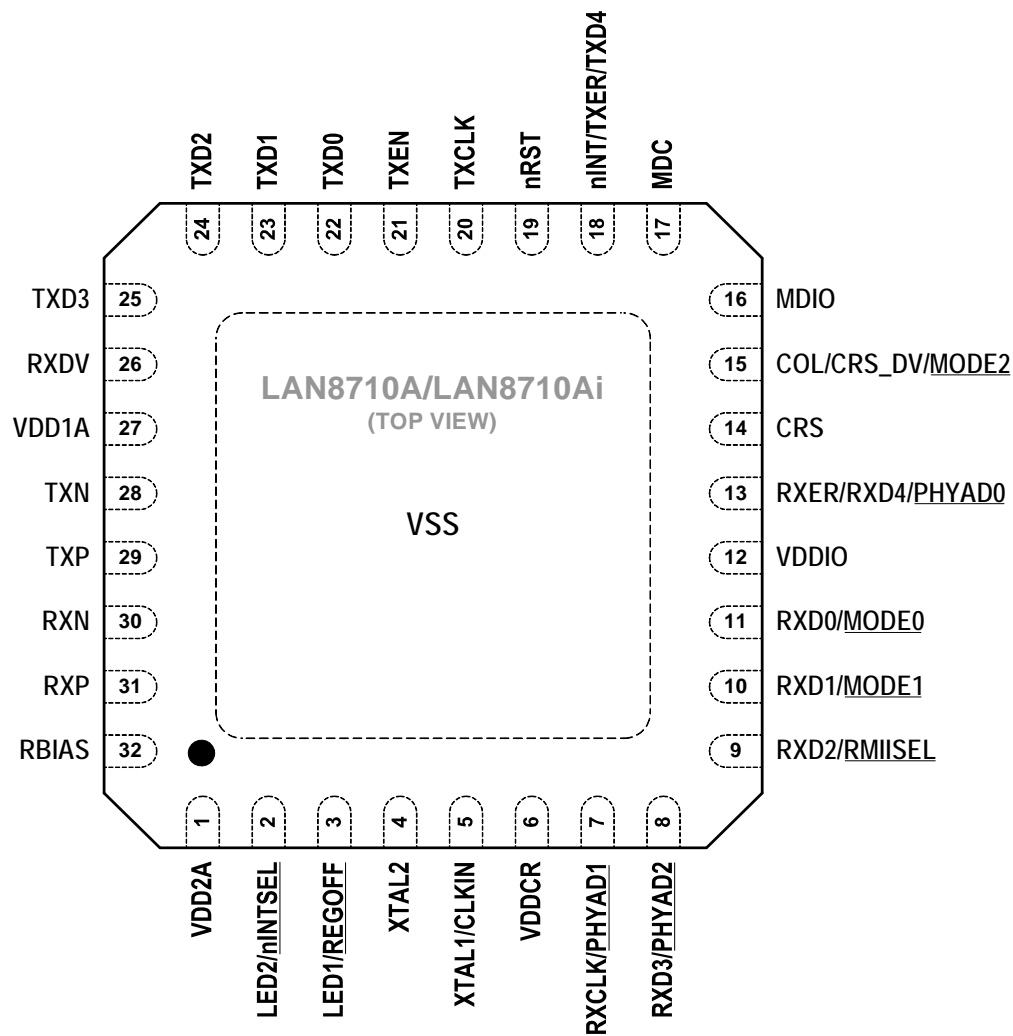 nINT/TXER/TXD4
TXD2
TXD1
TXD0
TXEN
TXCLK
nRST
MDC
24
23
22
21
20
19
18
17
TXD3 25
RXDV 26
VDD1A 27
TXN 28
TXP 29
RXN 30
RXP 31
RBIAS 32
LAN8710A/LAN8710Ai
(TOP VIEW)
VSS
16 MDIO
15 COL/CRS_DV/MODE2
14 CRS
13 RXER/RXD4/PHYAD0
12 VDDIO
11 RXD0/MODE0
10 RXD1/MODE1
9 RXD2/RMIISEL
1
2
3
4
5
6
7
8
VDD2A
LED2/nINTSEL
LED1/REGOFF
XTAL2
XTAL1/CLKIN
VDDCR
RXCLK/PHYAD1
RXD3/PHYAD2